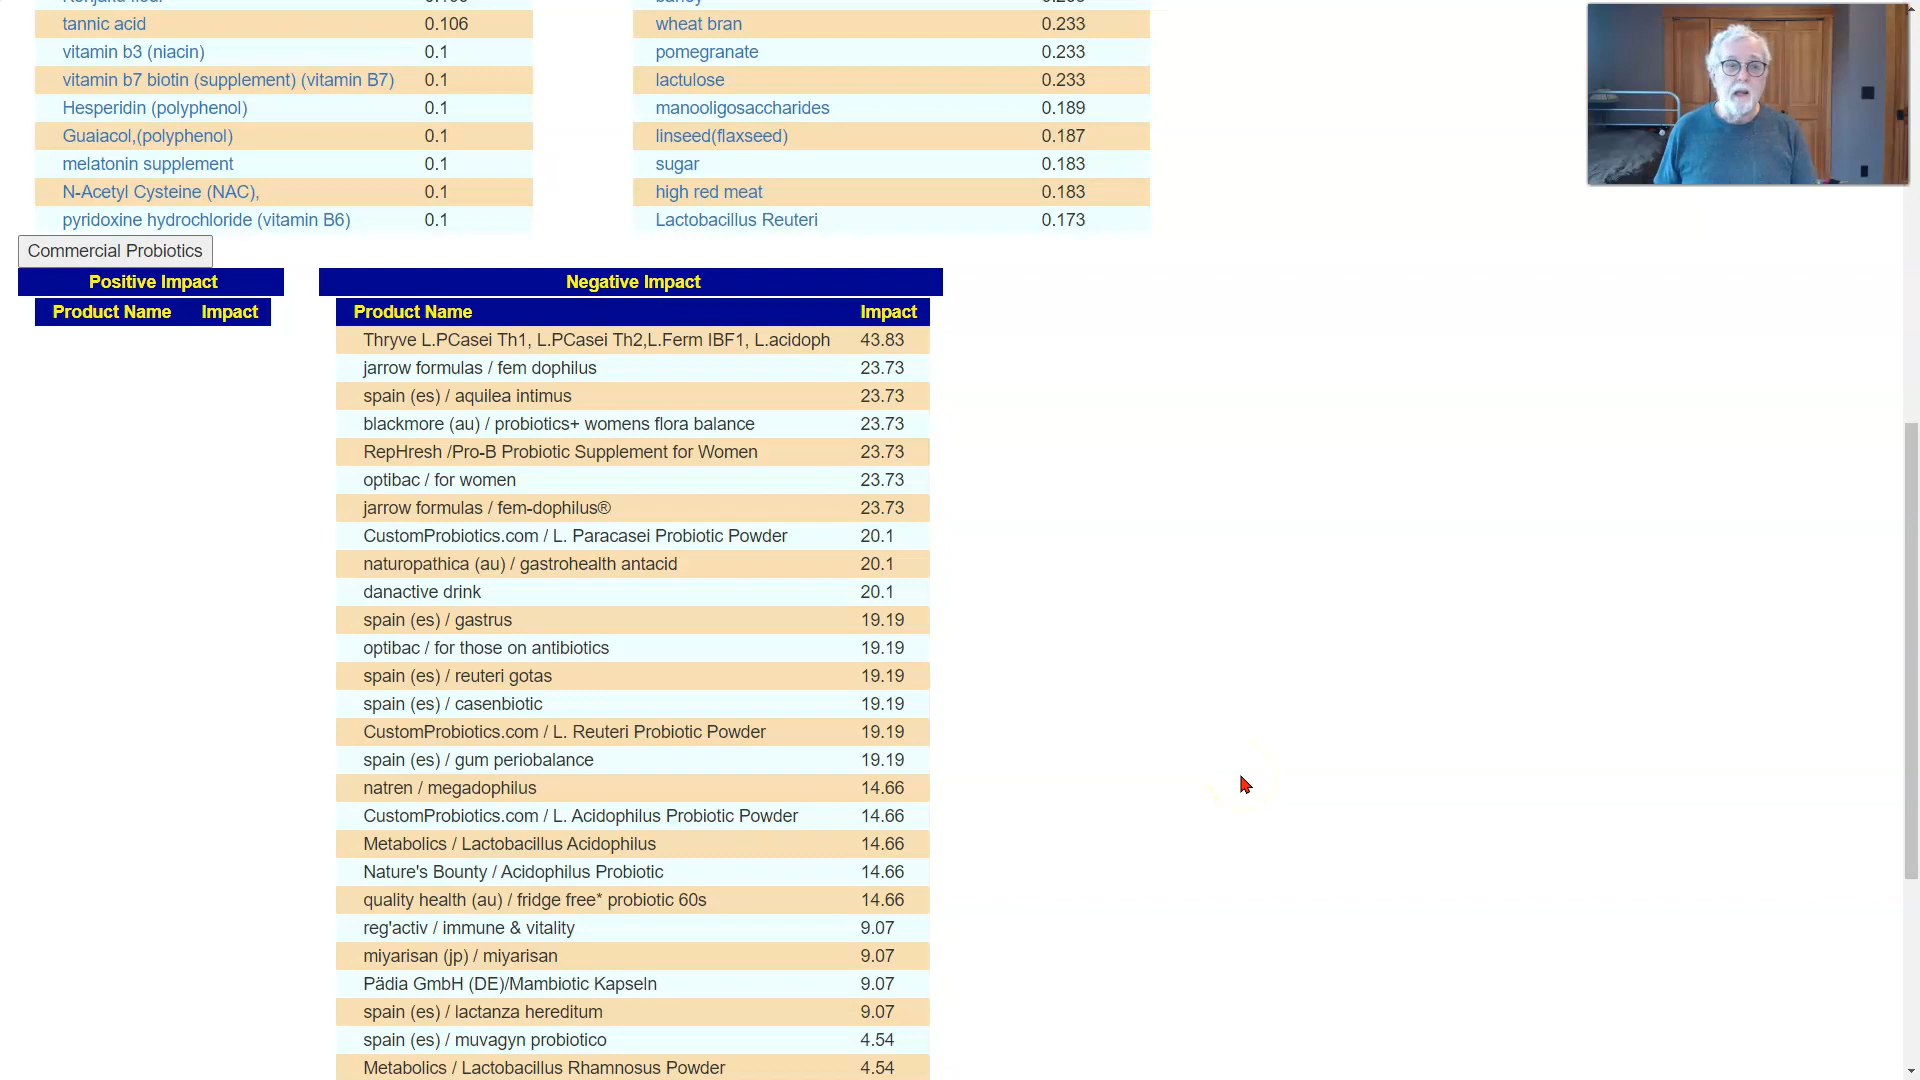 tannic acid 0.106
vitamin b3 (niacin) 0.1
vitamin b7 biotin (supplement) (vitamin B7) 0.1
Hesperidin (polyphenol) 0.1
Guaiacol,(polyphenol) 0.1
melatonin supplement 0.1
N-Acetyl Cysteine (NAC), 0.1
pyridoxine hydrochloride (vitamin B6) 0.1
wheat bran 0.233
pomegranate 0.233
lactulose 0.233
manooligosaccharides 0.189
linseed(flaxseed) 0.187
sugar 0.183
high red meat 0.183
Lactobacillus Reuteri 0.173
Commercial Probiotics
Positive Impact
Product Name Impact
Negative Impact
Product Name Impact
Thryve L.PCasei Th1, L.PCasei Th2,L.Ferm IBF1, L.acidoph 43.83
jarrow formulas / fem dophilus 23.73
spain (es) / aquilea intimus 23.73
blackmore (au) / probiotics+ womens flora balance 23.73
RepHresh /Pro-B Probiotic Supplement for Women 23.73
optibac / for women 23.73
jarrow formulas / fem-dophilus® 23.73
CustomProbiotics.com / L. Paracasei Probiotic Powder 20.1
naturopathica (au) / gastrohealth antacid 20.1
danactive drink 20.1
spain (es) / gastrus 19.19
optibac / for those on antibiotics 19.19
spain (es) / reuteri gotas 19.19
spain (es) / casenbiotic 19.19
CustomProbiotics.com / L. Reuteri Probiotic Powder 19.19
spain (es) / gum periobalance 19.19
natren / megadophilus 14.66
CustomProbiotics.com / L. Acidophilus Probiotic Powder 14.66
Metabolics / Lactobacillus Acidophilus 14.66
Nature's Bounty / Acidophilus Probiotic 14.66
quality health (au) / fridge free* probiotic 60s 14.66
reg'activ / immune & vitality 9.07
miyarisan (jp) / miyarisan 9.07
Pädia GmbH (DE)/Mambiotic Kapseln 9.07
spain (es) / lactanza hereditum 9.07
spain (es) / muvagyn probiotico 4.54
Metabolics / Lactobacillus Rhamnosus Powder 4.54